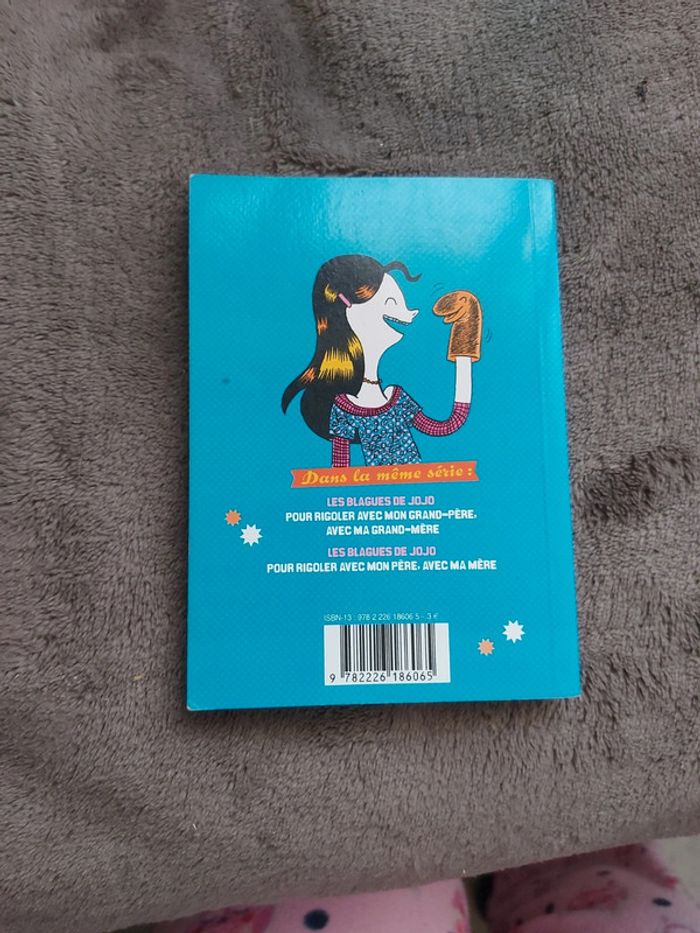 Dans la même série :
LES BLAGUES DE JOJO
POUR RIGOLER AVEC MON GRAND-PÈRE,
AVEC MA GRAND-MÈRE
LES BLAGUES DE JOJO
POUR RIGOLER AVEC MON PÈRE, AVEC MA MÈRE
ISBN-13 : 978 2 226 18606 5 - 3 €
9 782226 186065